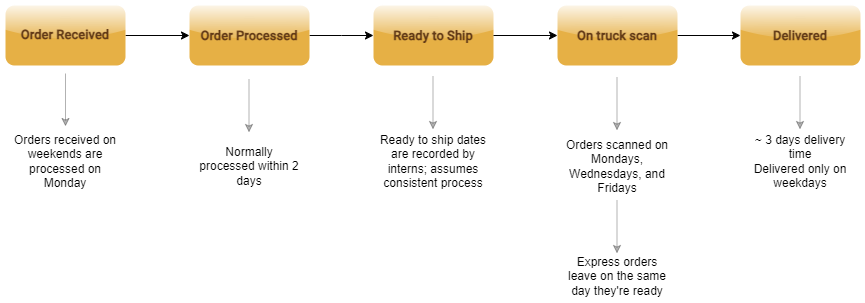 Order Received
Order Processed
Ready to Ship
On truck scan
Delivered
Orders received on
weekends are
processed on
Monday
Normally
processed within 2
days
Ready to ship dates
are recorded by
interns; assumes
consistent process
Orders scanned on
Mondays,
Wednesdays, and
Fridays
~ 3 days delivery
time
Delivered only on
weekdays
Express orders
leave on the same
day they're ready